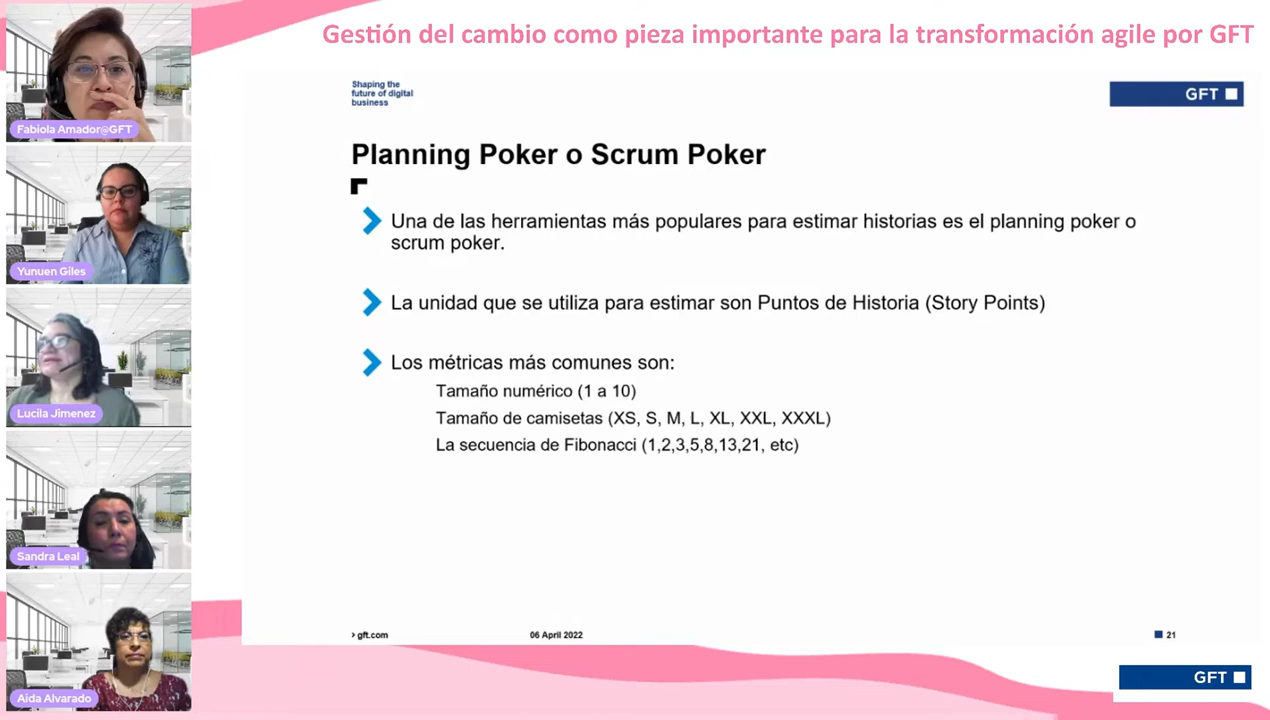 Gestión del cambio como pieza importante para la transformación agile por GFT
Shaping the
future of digital
business
GFT
Planning Poker o Scrum Poker
Una de las herramientas más populares para estimar historias es el planning poker o
scrum poker.
La unidad que se utiliza para estimar son Puntos de Historia (Story Points)
Los métricas más comunes son:
Tamaño numérico (1 a 10)
Tamaño de camisetas (XS, S, M, L, XL, XXL, XXXL)
La secuencia de Fibonacci (1,2,3,5,8,13,21, etc)
› gft.com
06 April 2022
21
GFT
Fabiola Amador@GFT
Yunuen Giles
Lucila Jimenez
Sandra Leal
Aida Alvarado